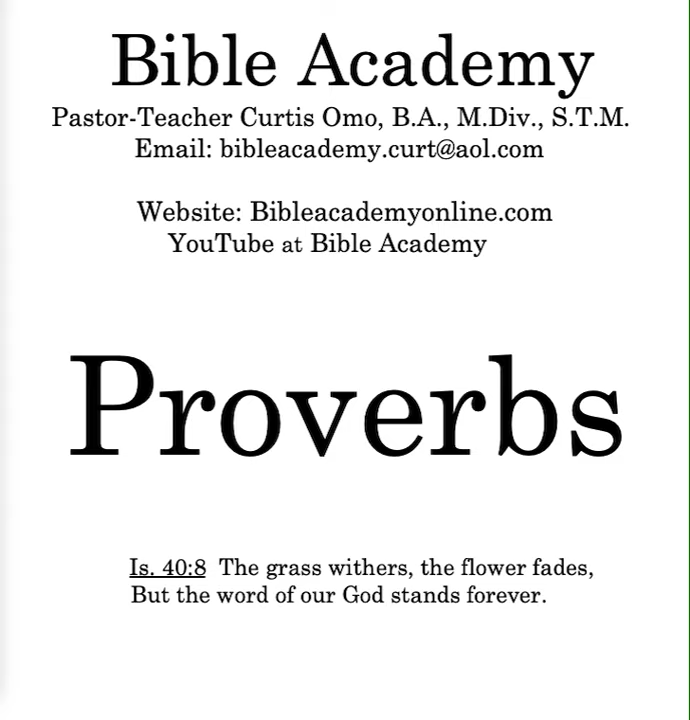 Bible Academy
Pastor-Teacher Curtis Omo, B.A., M.Div., S.T.M.
Email: bibleacademy.curt@aol.com
Website: Bibleacademyonline.com
YouTube at Bible Academy
Proverbs
Is. 40:8 The grass withers, the flower fades,
But the word of our God stands forever.